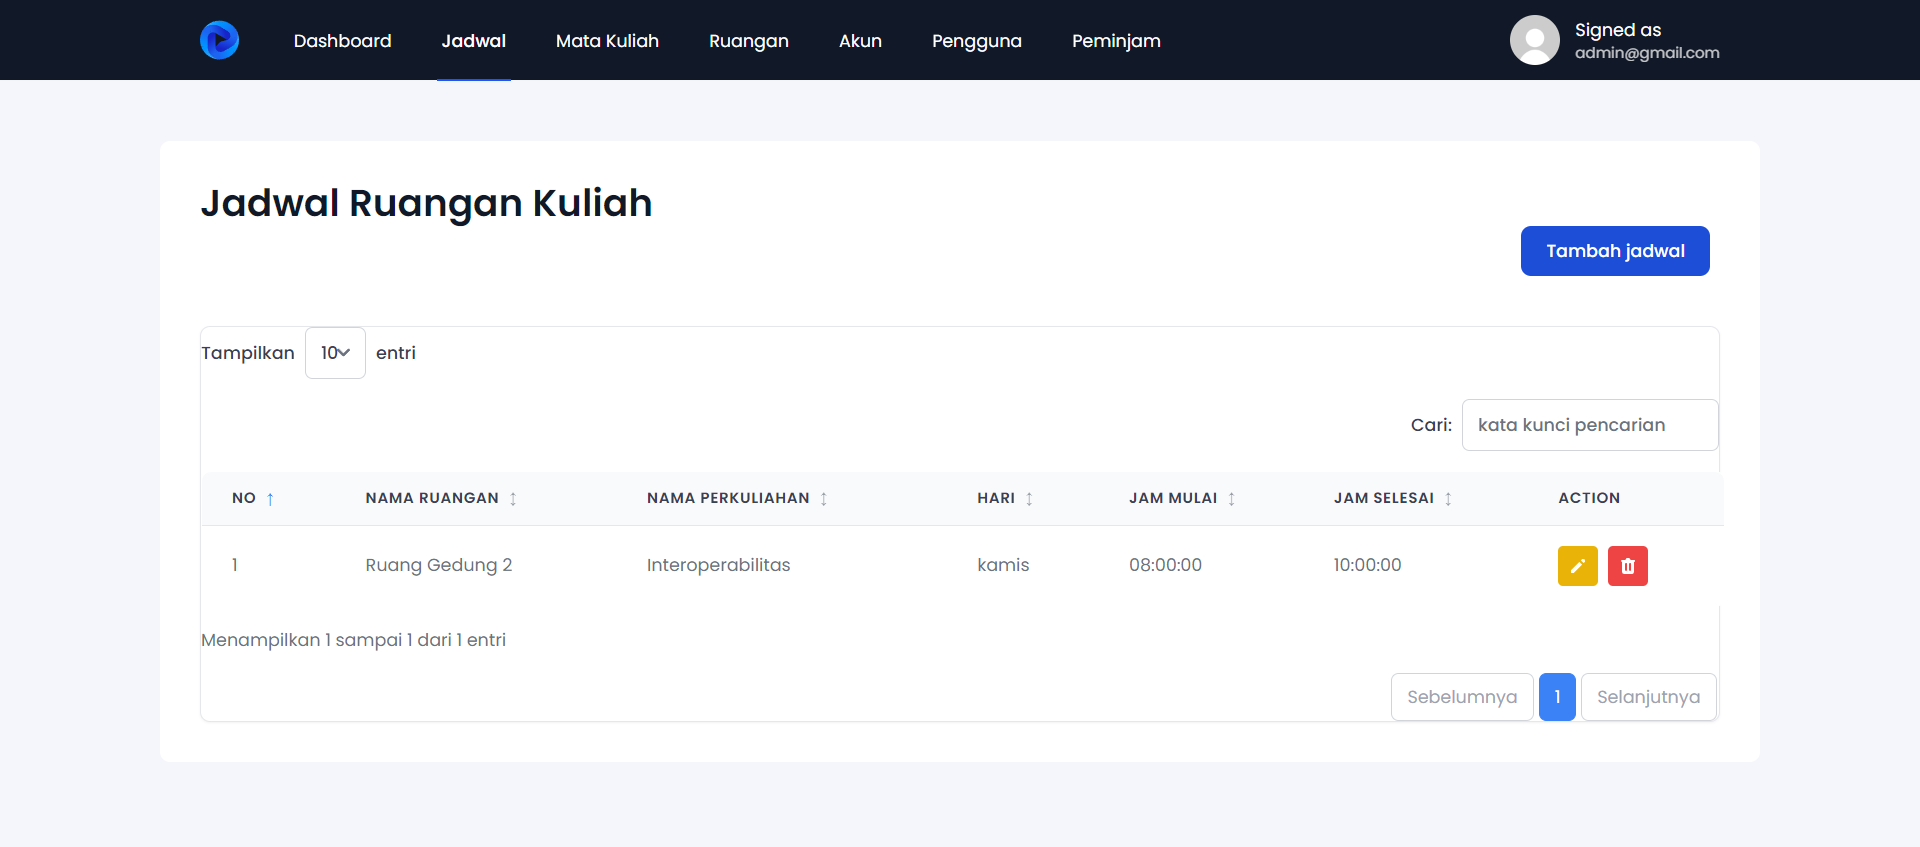 Dashboard Jadwal Mata Kuliah Ruangan Akun Pengguna Peminjam
Signed as
admin@gmail.com
Jadwal Ruangan Kuliah
Tambah jadwal
Tampilkan 10 entri
Cari: kata kunci pencarian
NO NAMA RUANGAN NAMA PERKULIAHAN HARI JAM MULAI JAM SELESAI ACTION
1 Ruang Gedung 2 Interoperabilitas kamis 08:00:00 10:00:00
Menampilkan 1 sampai 1 dari 1 entri
Sebelumnya 1 Selanjutnya